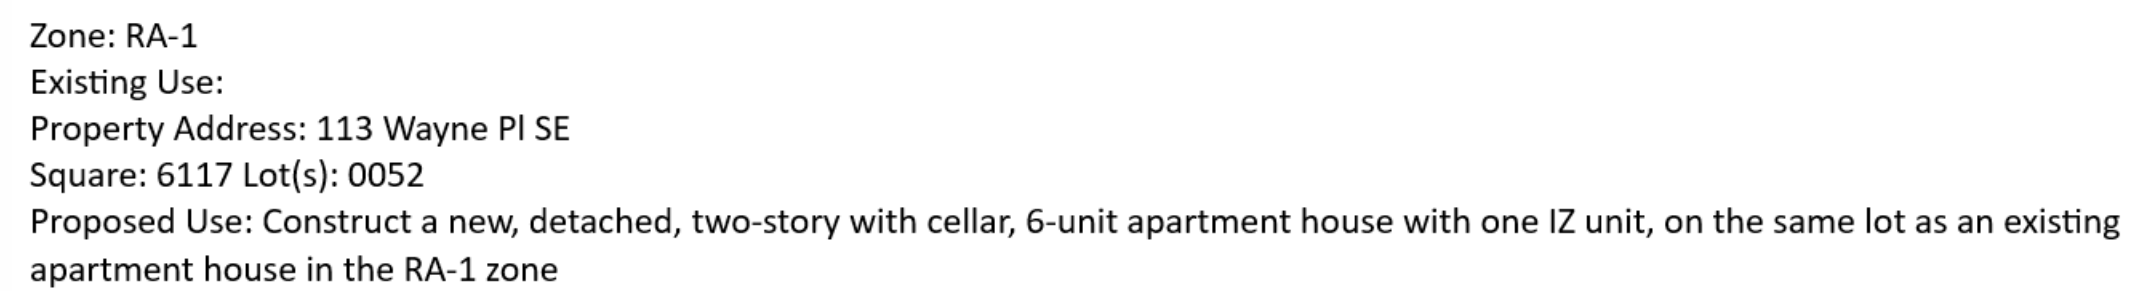 Zone: RA-1
Existing Use:
Property Address: 113 Wayne Pl SE
Square: 6117 Lot(s): 0052
Proposed Use: Construct a new, detached, two-story with cellar, 6-unit apartment house with one IZ unit, on the same lot as an existing
apartment house in the RA-1 zone